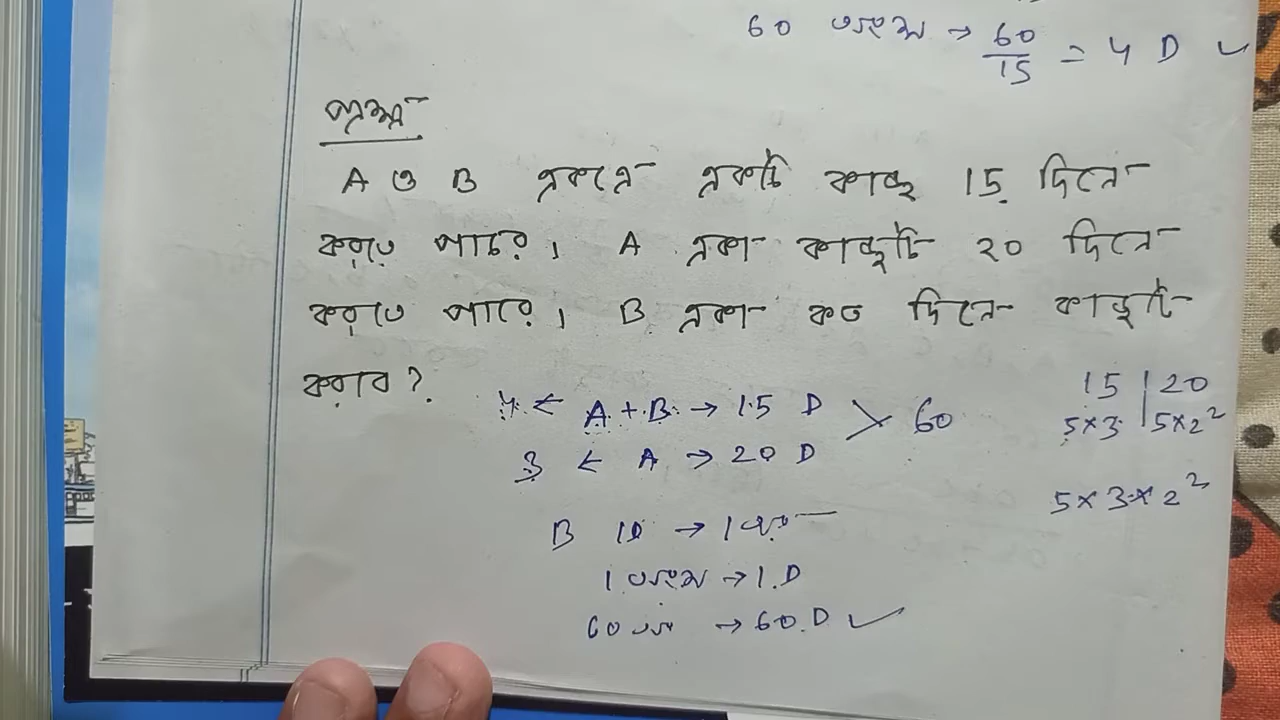 60 অংশ → 60/15 = 4 D ✓
প্রশ্ন
A ও B একত্রে একটি কাজ 15 দিনে
করতে পারে। A একা কাজটি ২০ দিনে
করতে পারে। B একা কত দিনে কাজটি
করবে?
4 ← A + B → 15 D > 60
3 ← A → 20 D
15 | 20
5×3 | 5×2²
5×3×2²
B 1D → 1 অংশ
1 অংশ → 1 D
60 অংশ → 60 D ✓